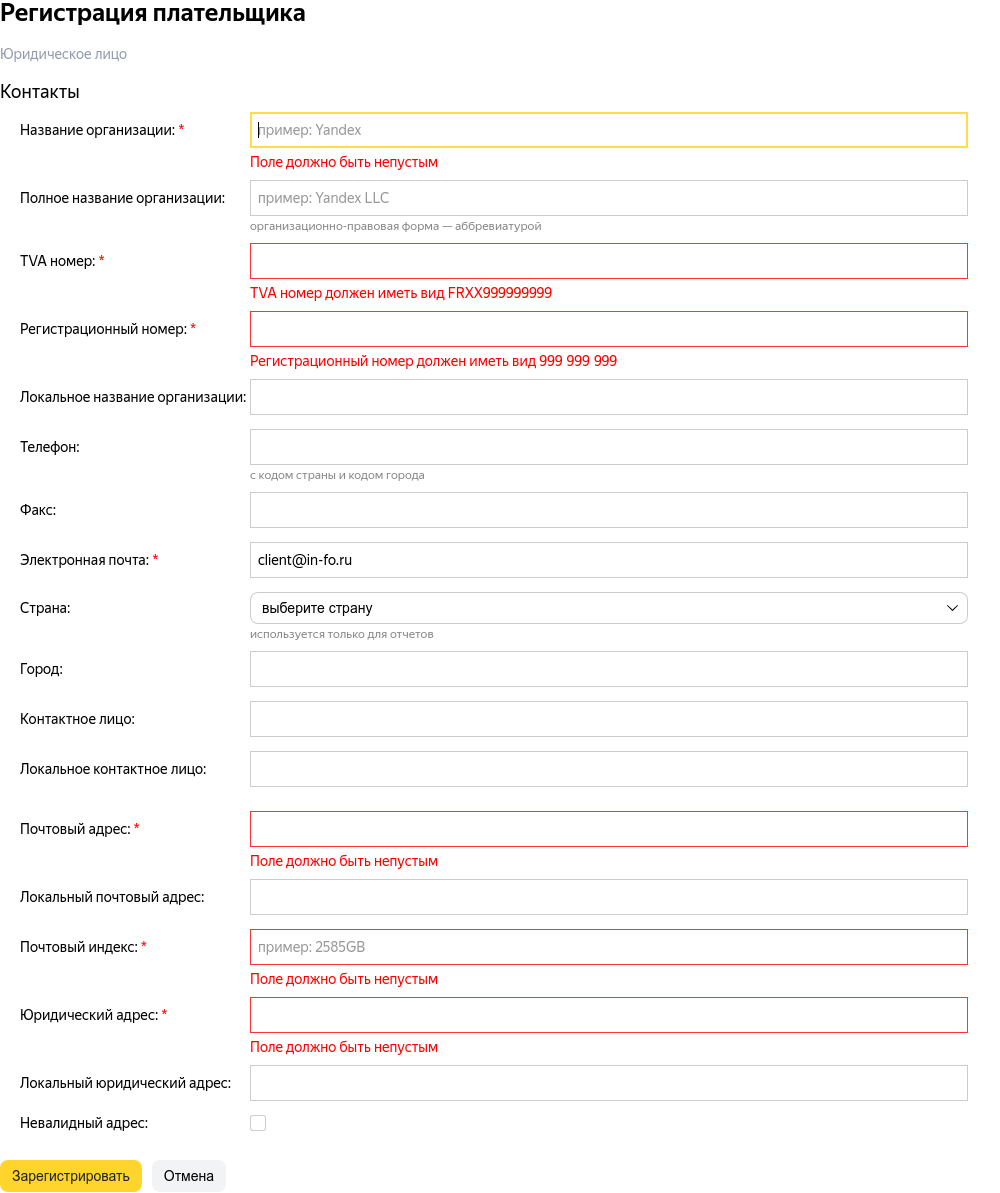 Регистрация плательщика
Юридическое лицо
Контакты
Название организации: * пример: Yandex
Поле должно быть непустым
Полное название организации: пример: Yandex LLC
организационно-правовая форма — аббревиатурой
TVA номер: *
TVA номер должен иметь вид FRXX999999999
Регистрационный номер: *
Регистрационный номер должен иметь вид 999 999 999
Локальное название организации:
Телефон:
с кодом страны и кодом города
Факс:
Электронная почта: * client@in-fo.ru
Страна: выберите страну
используется только для отчетов
Город:
Контактное лицо:
Локальное контактное лицо:
Почтовый адрес: *
Поле должно быть непустым
Локальный почтовый адрес:
Почтовый индекс: * пример: 2585GB
Поле должно быть непустым
Юридический адрес: *
Поле должно быть непустым
Локальный юридический адрес:
Невалидный адрес:
Зарегистрировать Отмена